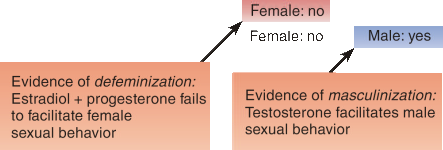 Female: no
Female: no
Male: yes
Evidence of defeminization:
Estradiol + progesterone fails
to facilitate female
sexual behavior
Evidence of masculinization:
Testosterone facilitates male
sexual behavior